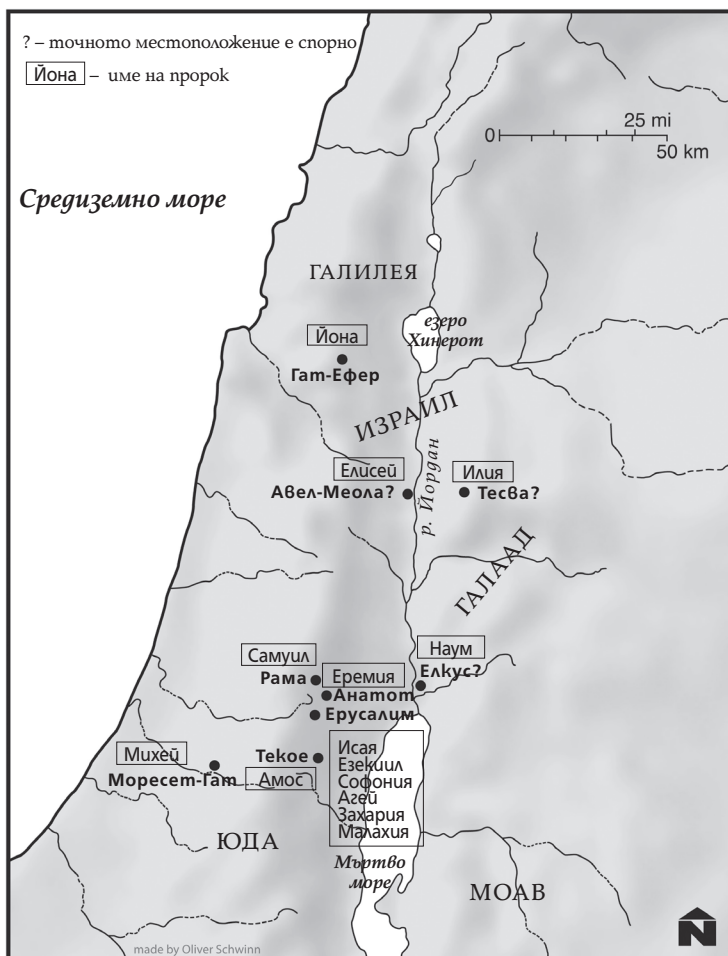 ? – точното местоположение е спорно
Йона – име на пророк
25 mi
0
50 km
Средиземно море
ГАЛИЛЕЯ
езеро
Хинерот
Йона
Гат-Ефер
ИЗРАИЛ
Елисей
Авел-Меола?
р. Йордан
Илия
Тесва?
ГАЛААД
Самуил
Рама
Еремия
Анатот
Наум
Елкус?
Ерусалим
Михей
Моресет-Гат
Текое
Амос
Исая
Езекиил
Софония
Агей
Захария
Малахия
ЮДА
Мъртво
море
МОАВ
N
made by Oliver Schwinn